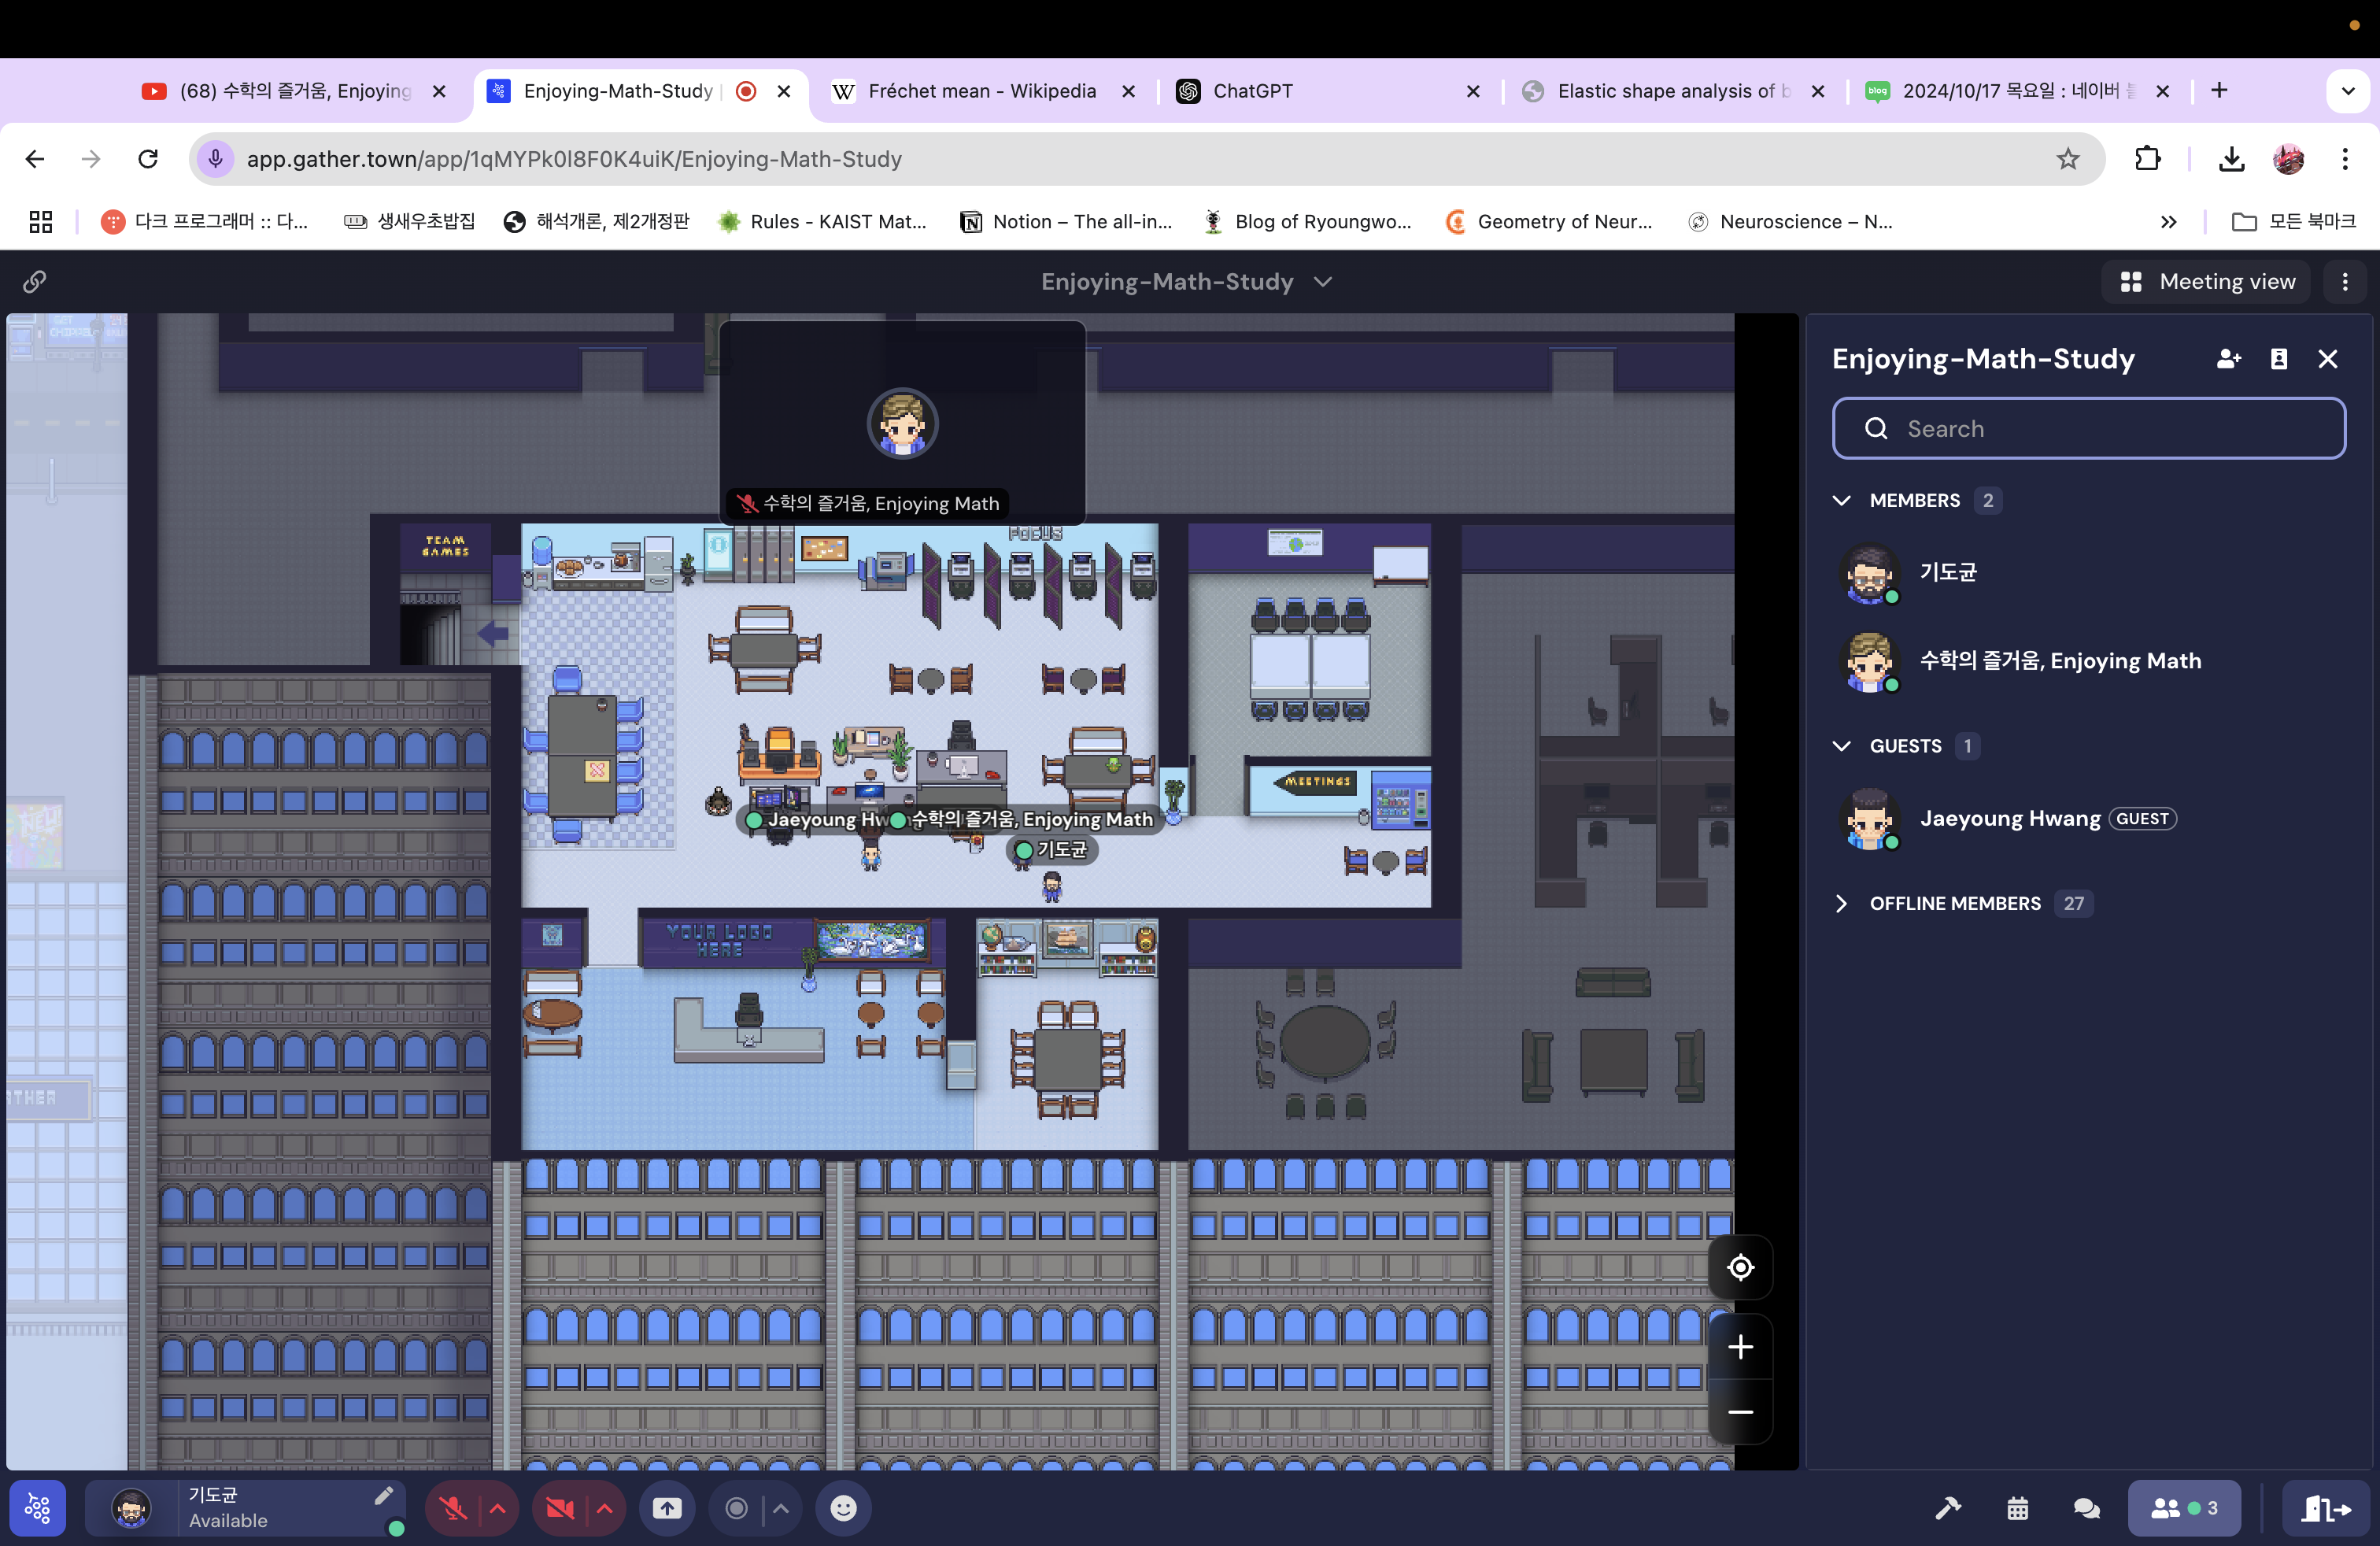 (68) 수학의 즐거움, Enjoying
Enjoying-Math-Study
Fréchet mean - Wikipedia
ChatGPT
Elastic shape analysis of b
2024/10/17 목요일 : 네이버 블
app.gather.town/app/1qMYPk0l8F0K4uiK/Enjoying-Math-Study
다크 프로그래머 :: 다...
생새우초밥집
해석개론, 제2개정판
Rules - KAIST Mat...
Notion – The all-in...
Blog of Ryoungwo...
Geometry of Neur...
Neuroscience – N...
모든 북마크
Enjoying-Math-Study
Meeting view
수학의 즐거움, Enjoying Math
FOCUS
TEAM
GAMES
MEETINGS
Jaeyoung Hw
수학의 즐거움, Enjoying Math
기도균
YOUR LOGO
HERE
Enjoying-Math-Study
Search
MEMBERS 2
기도균
수학의 즐거움, Enjoying Math
GUESTS 1
Jaeyoung Hwang GUEST
OFFLINE MEMBERS 27
기도균
Available
3